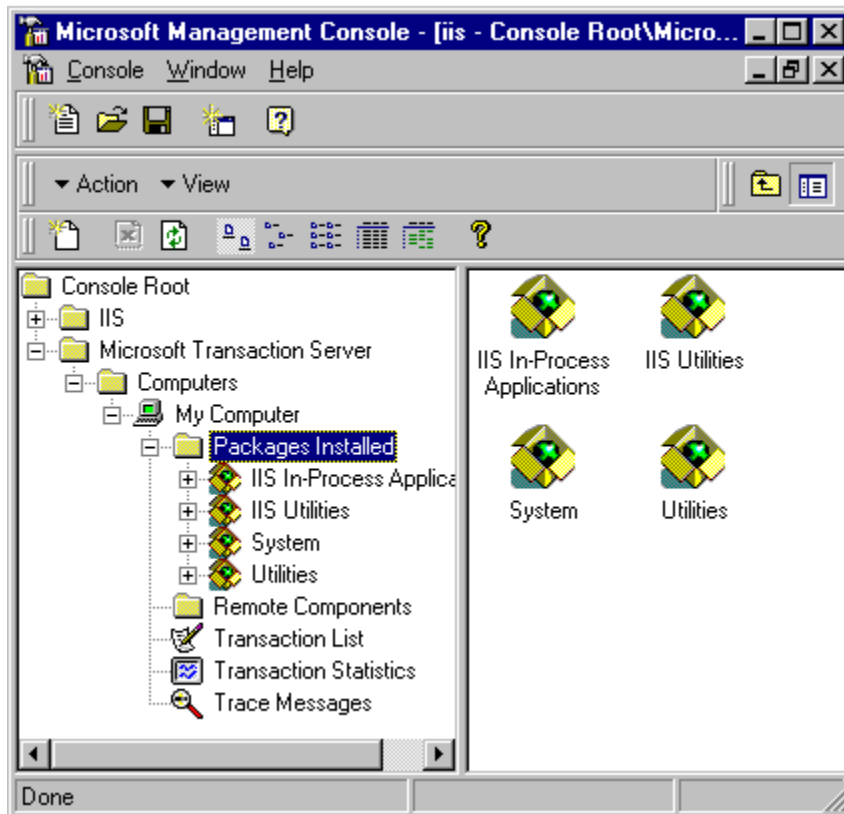 Microsoft Management Console - [iis - Console Root\Micro...
Console Window Help
Action View
Console Root
IIS
Microsoft Transaction Server
Computers
My Computer
Packages Installed
IIS In-Process Applica
IIS Utilities
System
Utilities
Remote Components
Transaction List
Transaction Statistics
Trace Messages
IIS In-Process
Applications
IIS Utilities
System
Utilities
Done